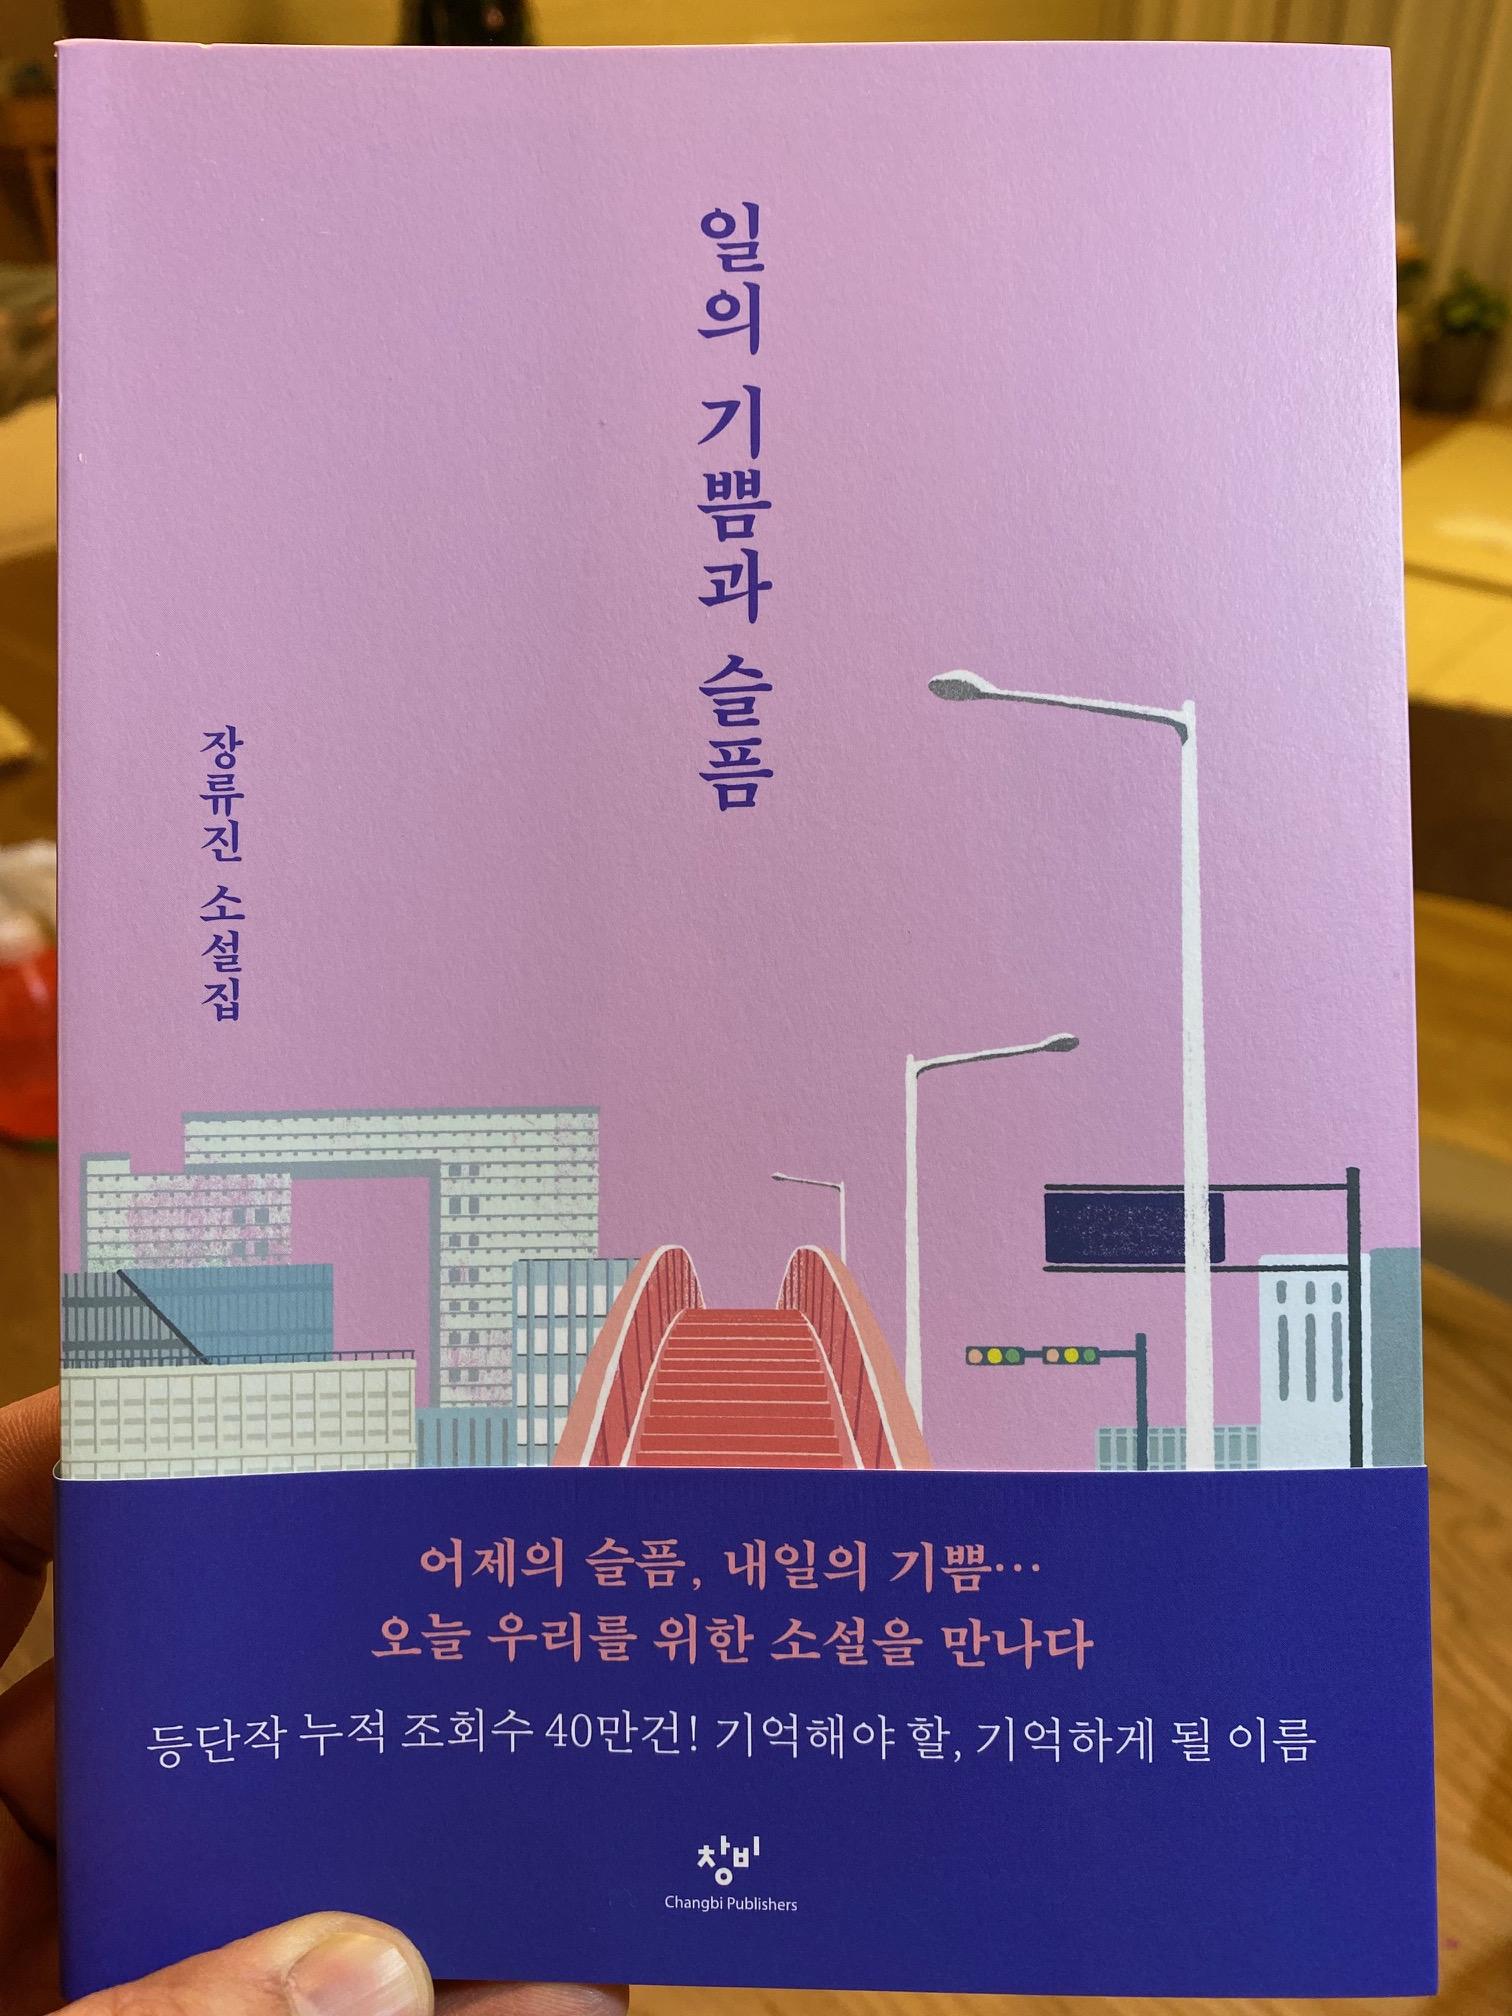 일의 기쁨과 슬픔
장류진 소설집
어제의 슬픔, 내일의 기쁨…
오늘 우리를 위한 소설을 만나다
등단작 누적 조회수 40만건! 기억해야 할, 기억하게 될 이름
창비
Changbi Publishers